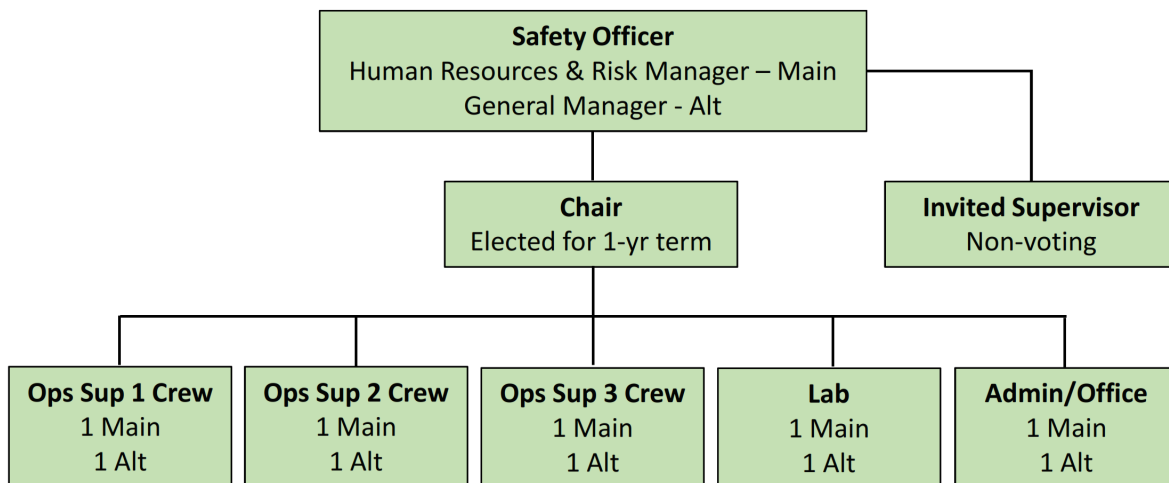 Safety Officer
Human Resources & Risk Manager – Main
General Manager - Alt
Chair
Elected for 1-yr term
Invited Supervisor
Non-voting
Ops Sup 1 Crew
1 Main
1 Alt
Ops Sup 2 Crew
1 Main
1 Alt
Ops Sup 3 Crew
1 Main
1 Alt
Lab
1 Main
1 Alt
Admin/Office
1 Main
1 Alt